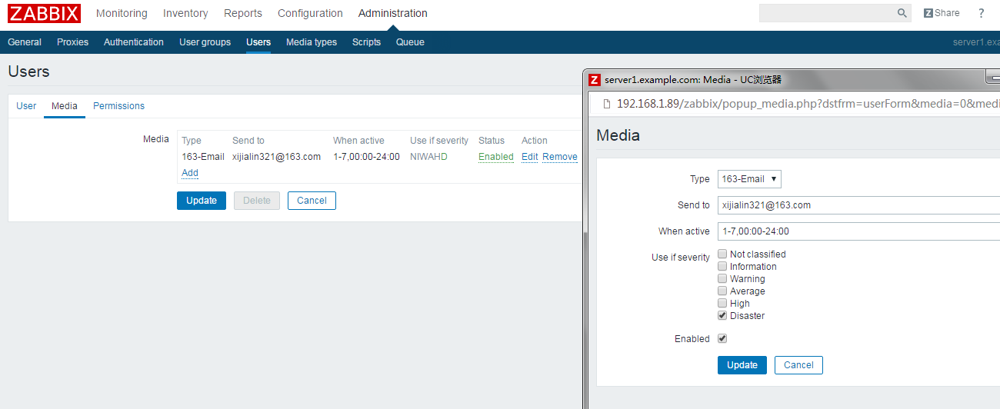 ZABBIX Monitoring Inventory Reports Configuration Administration Z Share ?
General Proxies Authentication User groups Users Media types Scripts Queue server1.exa
Users
User Media Permissions
Media
Type Send to When active Use if severity Status Action
163-Email xijialin321@163.com 1-7,00:00-24:00 NIWAHD Enabled Edit Remove
Add
Update Delete Cancel
Z server1.example.com: Media - UC浏览器
192.168.1.89/zabbix/popup_media.php?dstfrm=userForm&media=0&medi
Media
Type 163-Email
Send to xijialin321@163.com
When active 1-7,00:00-24:00
Use if severity Not classified
Information
Warning
Average
High
Disaster
Enabled
Update Cancel